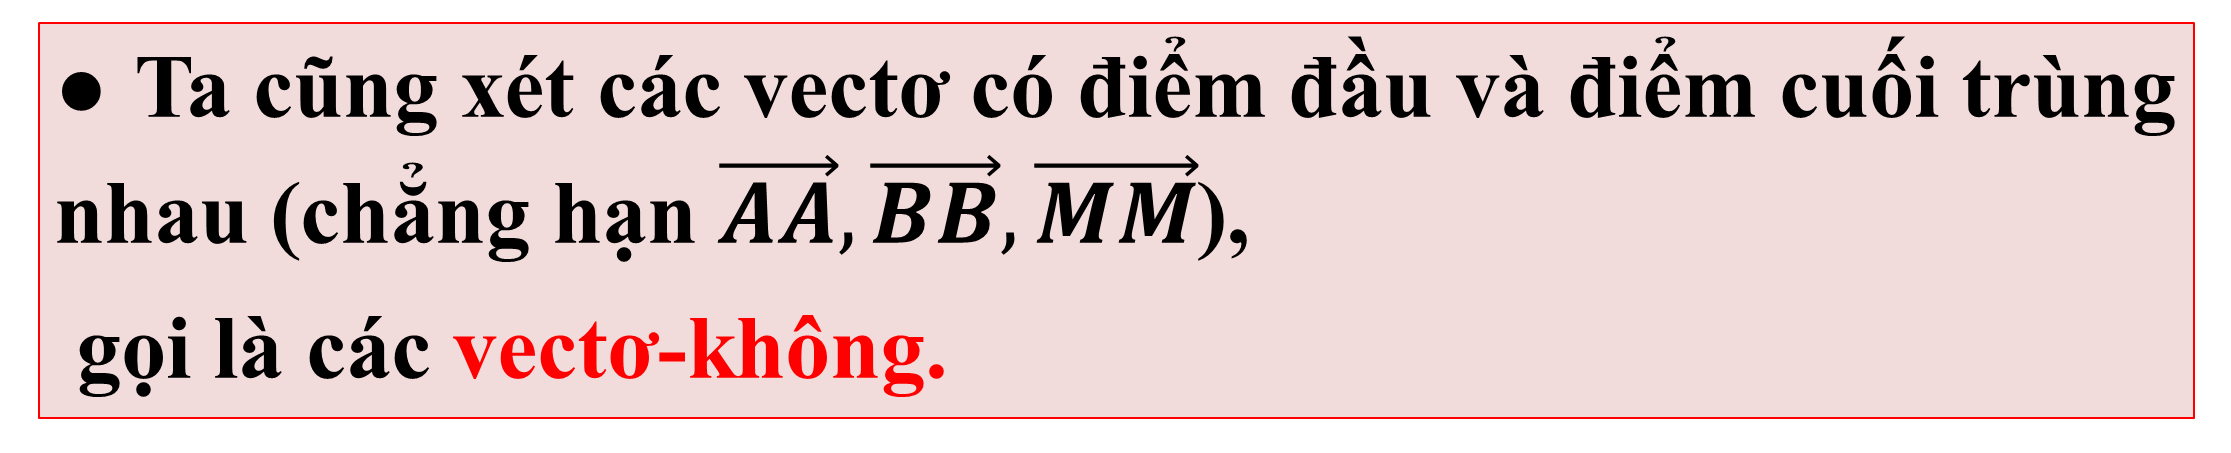 ● Ta cũng xét các vectơ có điểm đầu và điểm cuối trùng
nhau (chẳng hạn $\overrightarrow{AA}, \overrightarrow{BB}, \overrightarrow{MM}$),
gọi là các vectơ-không.